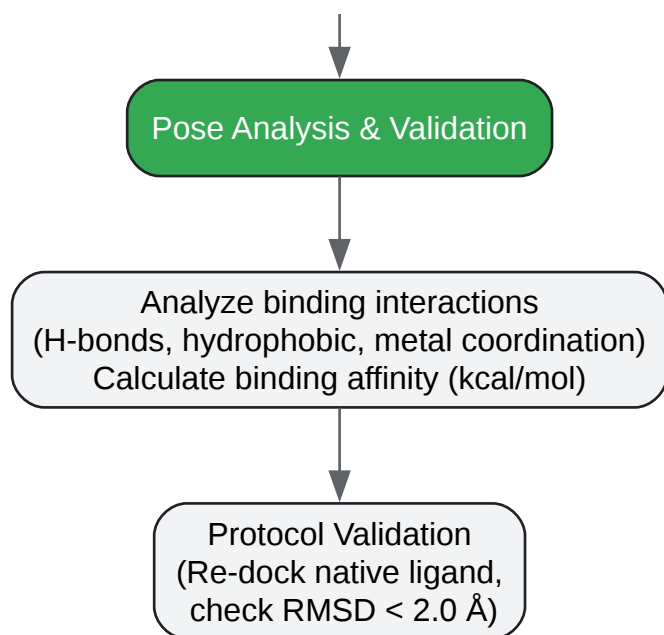 Pose Analysis & Validation
Analyze binding interactions
(H-bonds, hydrophobic, metal coordination)
Calculate binding affinity (kcal/mol)
Protocol Validation
(Re-dock native ligand,
check RMSD < 2.0 Å)